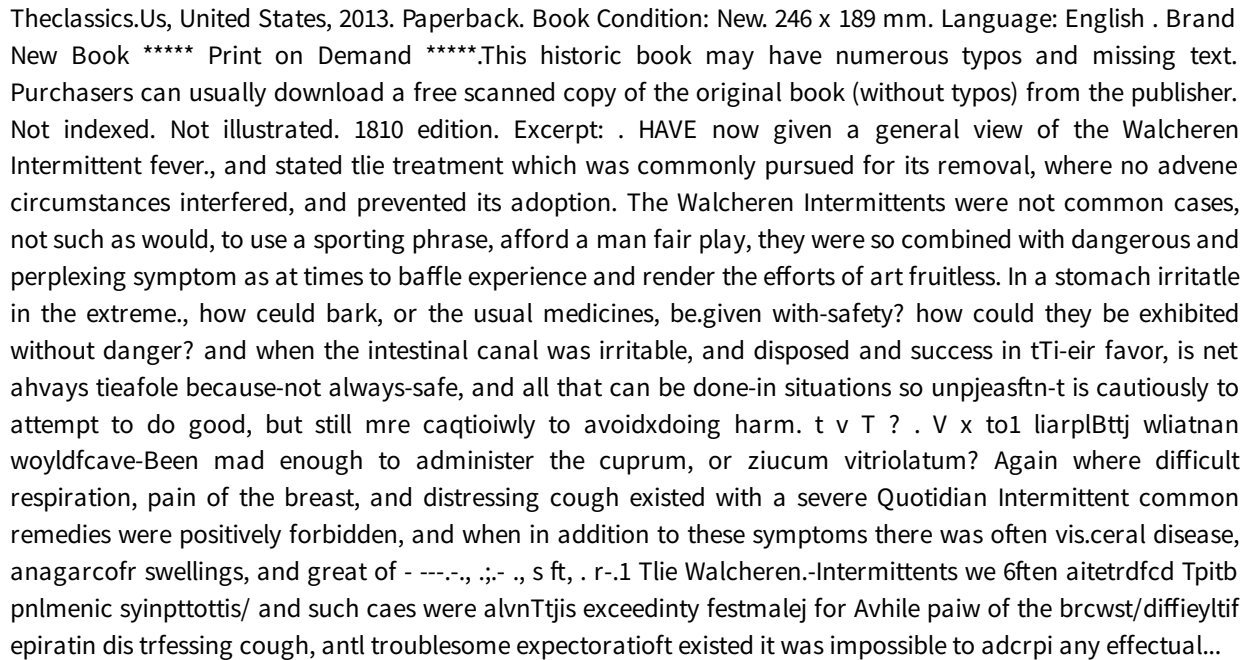 Theclassics.Us, United States, 2013. Paperback. Book Condition: New. 246 x 189 mm. Language: English . Brand
New Book ***** Print on Demand *****.This historic book may have numerous typos and missing text.
Purchasers can usually download a free scanned copy of the original book (without typos) from the publisher.
Not indexed. Not illustrated. 1810 edition. Excerpt: . HAVE now given a general view of the Walcheren
Intermittent fever., and stated tlie treatment which was commonly pursued for its removal, where no advene
circumstances interfered, and prevented its adoption. The Walcheren Intermittents were not common cases,
not such as would, to use a sporting phrase, afford a man fair play, they were so combined with dangerous and
perplexing symptom as at times to baffle experience and render the efforts of art fruitless. In a stomach irritatle
in the extreme., how ceuld bark, or the usual medicines, be.given with-safety? how could they be exhibited
without danger? and when the intestinal canal was irritable, and disposed and success in tTi-eir favor, is net
ahvays tieafole because-not always-safe, and all that can be done-in situations so unpjeasftn-t is cautiously to
attempt to do good, but still mre caqtioiwly to avoidxdoing harm. t v T ? . V x to1 liarplBttj wliatnan
woyldfcave-Been mad enough to administer the cuprum, or ziucum vitriolatum? Again where difficult
respiration, pain of the breast, and distressing cough existed with a severe Quotidian Intermittent common
remedies were positively forbidden, and when in addition to these symptoms there was often vis.ceral disease,
anagarcofr swellings, and great of - ---.-., .;.- ., s ft, . r-.1 Tlie Walcheren.-Intermittents we 6ften aitetrdfcd Tpitb
pnlmenic syinpttottis/ and such caes were alvnTtjis exceedinty festmalej for Avhile paiw of the brcwst/diffieyltif
epiratin dis trfessing cough, antl troublesome expectoratioft existed it was impossible to adcrpi any effectual...